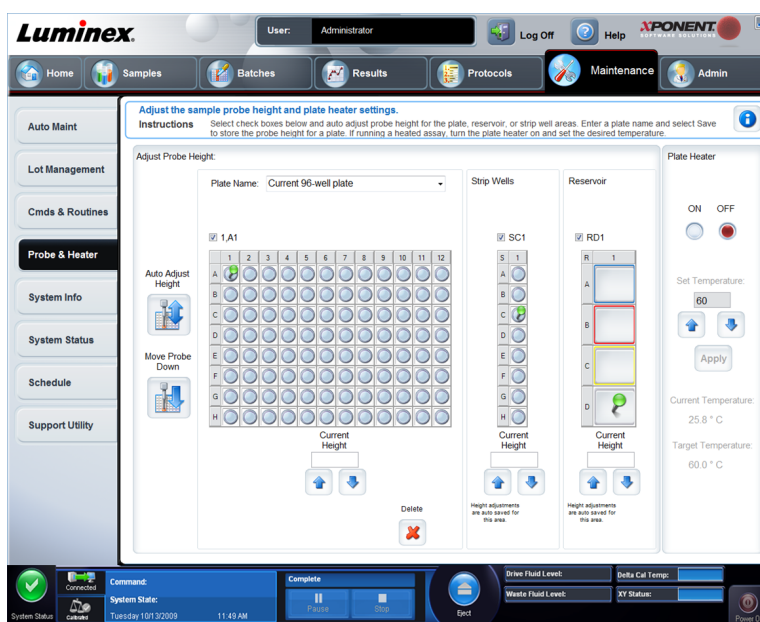 Luminex.
User: Administrator
Log Off
Help
XPONENT
SOFTWARE SOLUTIONS
Home
Samples
Batches
Results
Protocols
Maintenance
Admin
Auto Maint
Lot Management
Cmds & Routines
Probe & Heater
System Info
System Status
Schedule
Support Utility
Adjust the sample probe height and plate heater settings.
Instructions
Select check boxes below and auto adjust probe height for the plate, reservoir, or strip well areas. Enter a plate name and select Save
to store the probe height for a plate. If running a heated assay, turn the plate heater on and set the desired temperature.
Adjust Probe Height:
Plate Name: Current 96-well plate
1,A1
1 2 3 4 5 6 7 8 9 10 11 12
A
B
C
D
E
F
G
H
Auto Adjust
Height
Move Probe
Down
Current
Height
Delete
Strip Wells
SC1
S 1
A
B
C
D
E
F
G
H
Current
Height
Height adjustments
are auto saved for
this area.
Reservoir
RD1
R 1
A
B
C
D
Current
Height
Height adjustments
are auto saved for
this area.
Plate Heater
ON OFF
Set Temperature:
60
Apply
Current Temperature:
25.8 ° C
Target Temperature:
60.0 ° C
System Status
Connected
Calibrated
Command:
System State:
Tuesday 10/13/2009 11:49 AM
Complete
Pause
Stop
Eject
Drive Fluid Level:
Waste Fluid Level:
Delta Cal Temp:
XY Status:
Power O